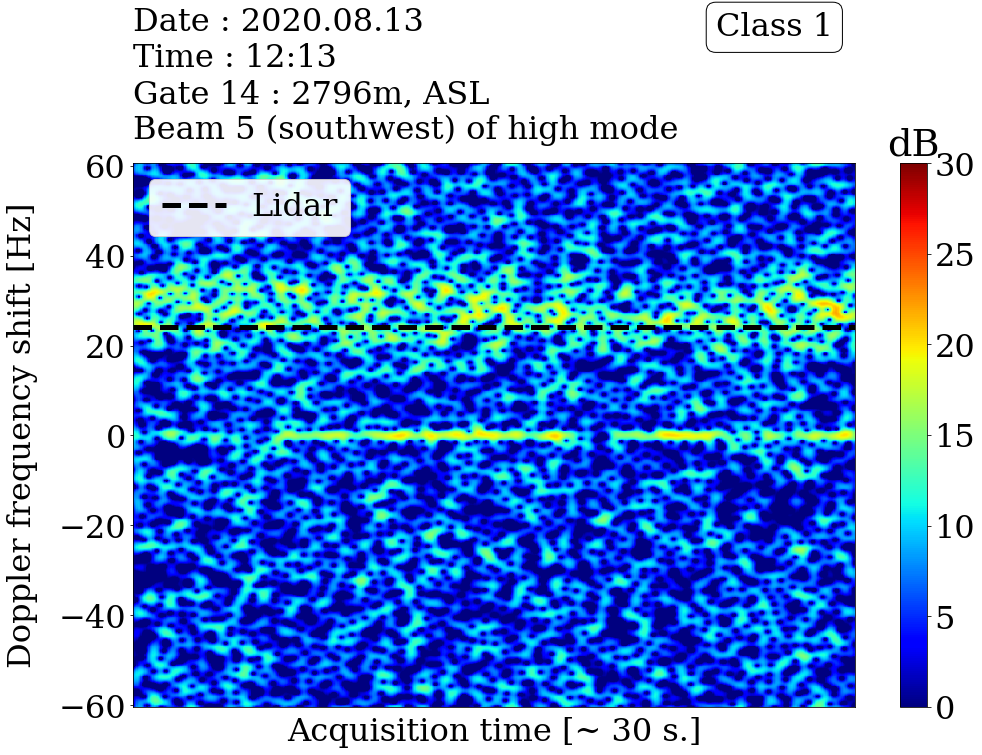 Date : 2020.08.13
Class 1
Time : 12:13
Gate 14 : 2796m, ASL
Beam 5 (southwest) of high mode
dB
60
40
20
0
−20
−40
−60
Doppler frequency shift [Hz]
Lidar
30
25
20
15
10
5
0
Acquisition time [~ 30 s.]